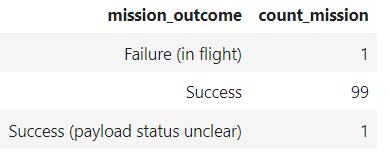 mission_outcome count_mission
Failure (in flight) 1
Success 99
Success (payload status unclear) 1